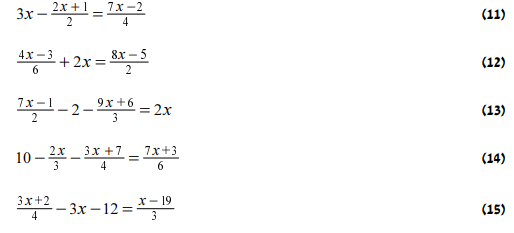 3x − (2x + 1)/2 = (7x − 2)/4 (11)
(4x − 3)/6 + 2x = (8x − 5)/2 (12)
(7x − 1)/2 − 2 − (9x + 6)/3 = 2x (13)
10 − 2x/3 − (3x + 7)/4 = (7x + 3)/6 (14)
(3x + 2)/4 − 3x − 12 = (x − 19)/3 (15)